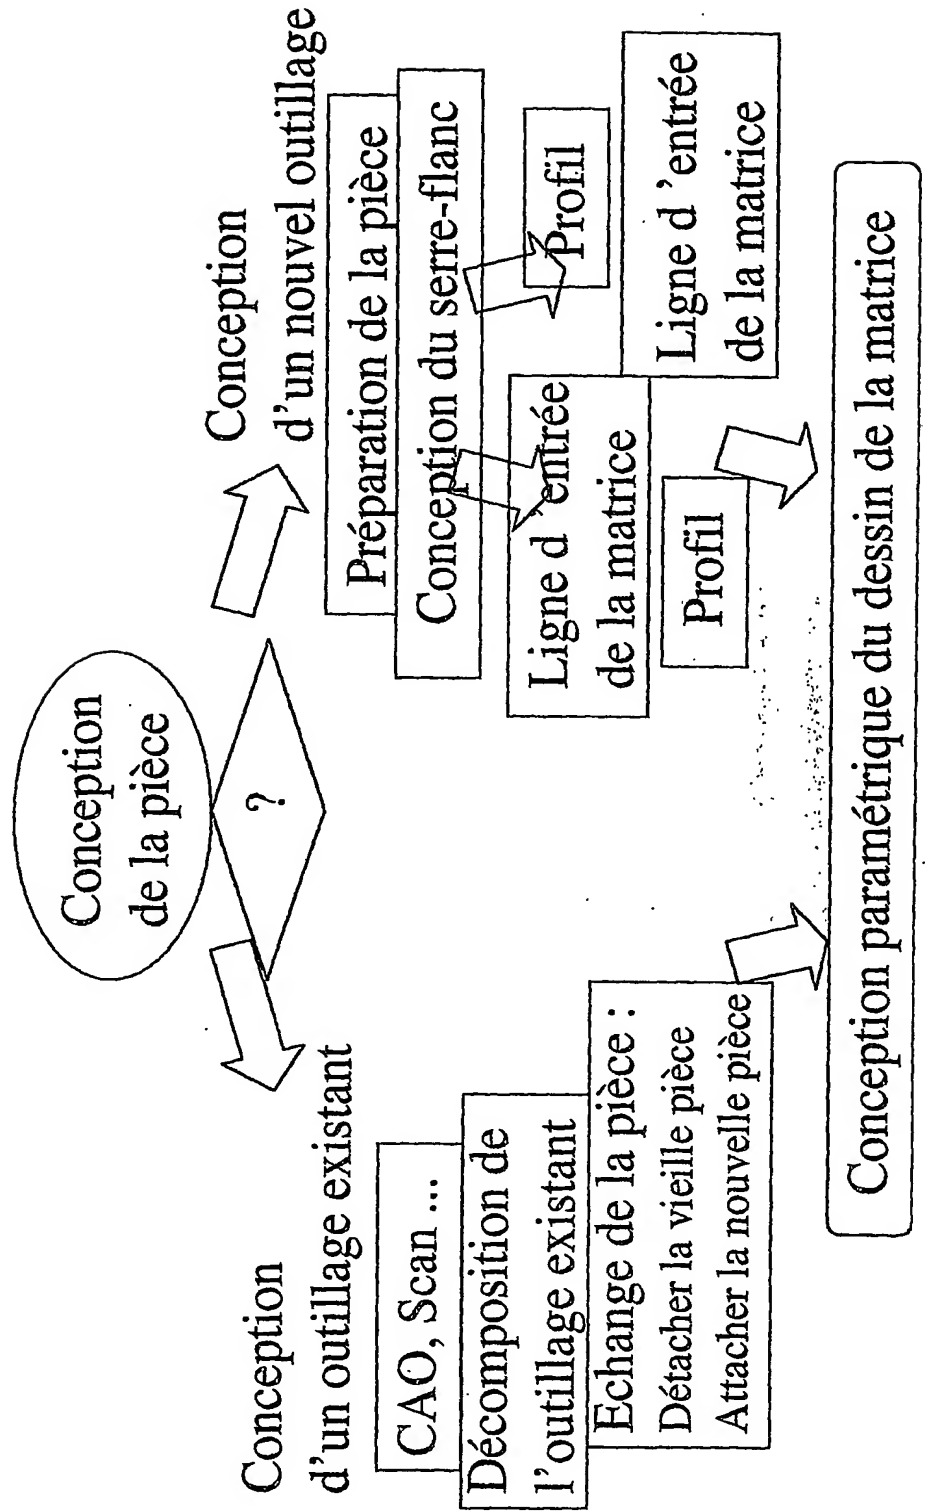 Conception
de la pièce
?
Conception
d'un outillage existant
CAO, Scan ...
Décomposition de
l'outillage existant
Echange de la pièce :
Détacher la vieille pièce
Attacher la nouvelle pièce
Conception
d'un nouvel outillage
Préparation de la pièce
Conception du serre-flanc
Ligne d 'entrée
de la matrice
Profil
Profil
Ligne d 'entrée
de la matrice
Conception paramétrique du dessin de la matrice